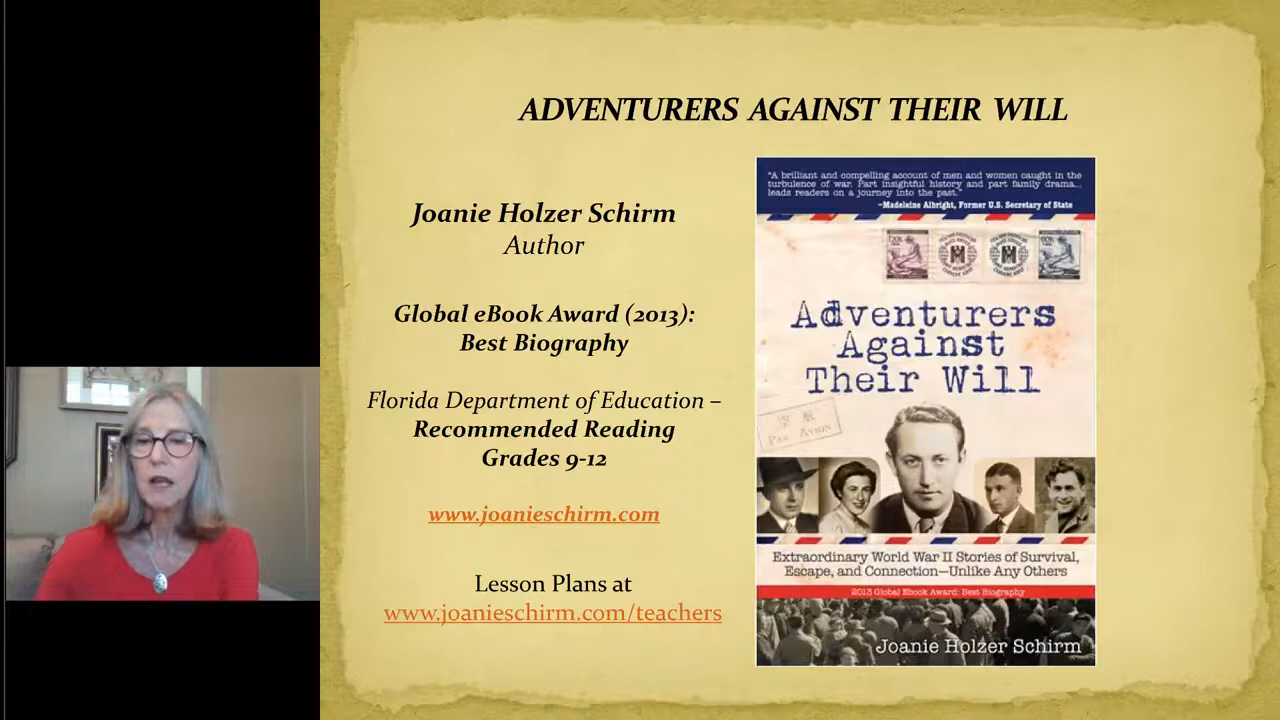 ADVENTURERS AGAINST THEIR WILL
Joanie Holzer Schirm
Author
Global eBook Award (2013):
Best Biography
Florida Department of Education –
Recommended Reading
Grades 9-12
www.joanieschirm.com
Lesson Plans at
www.joanieschirm.com/teachers
"A brilliant and compelling account of men and women caught in the
turbulence of war. Part insightful history and part family drama...
leads readers on a journey into the past."
–Madeleine Albright, Former U.S. Secretary of State
Adventurers
Against
Their Will
PAR AVION
Extraordinary World War II Stories of Survival,
Escape, and Connection—Unlike Any Others
2013 Global Ebook Award: Best Biography
Joanie Holzer Schirm